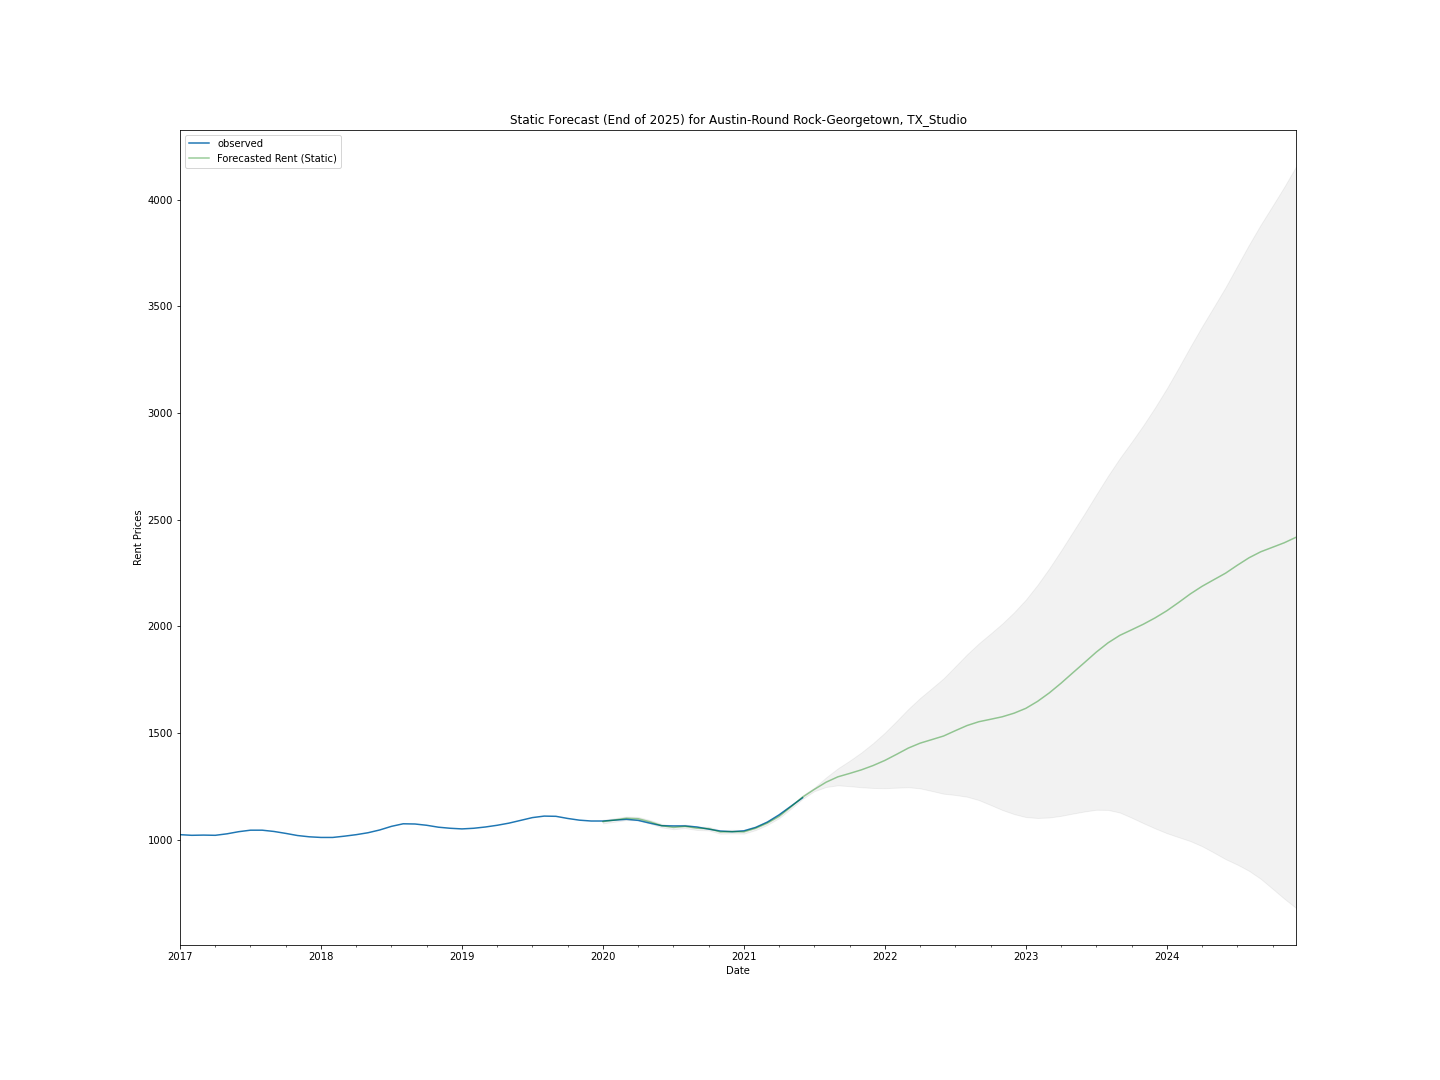 Static Forecast (End of 2025) for Austin-Round Rock-Georgetown, TX_Studio
observed
Forecasted Rent (Static)
4000
3500
3000
2500
2000
1500
1000
Rent Prices
2017 2018 2019 2020 2021 2022 2023 2024
Date